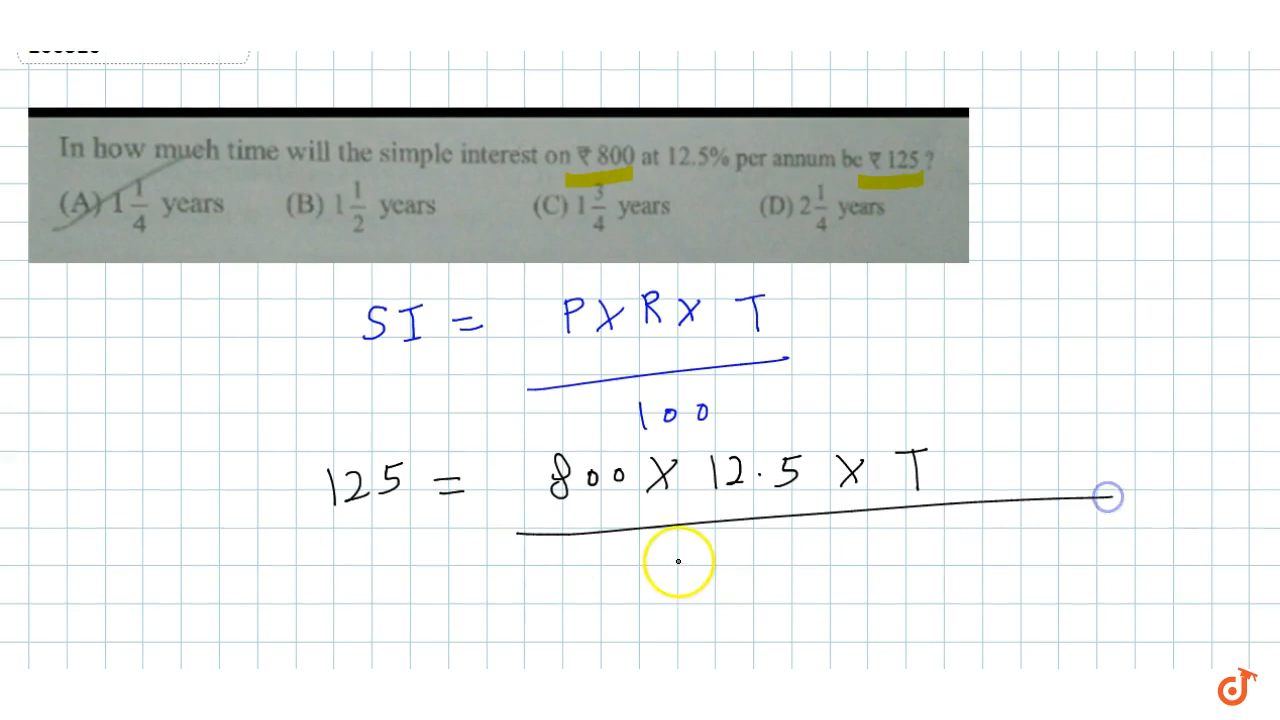 In how much time will the simple interest on ₹ 800 at 12.5% per annum be ₹ 125 ?
(A) 1 1/4 years (B) 1 1/2 years (C) 1 3/4 years (D) 2 1/4 years
SI = P X R X T
100
125 = 800 X 12.5 X T